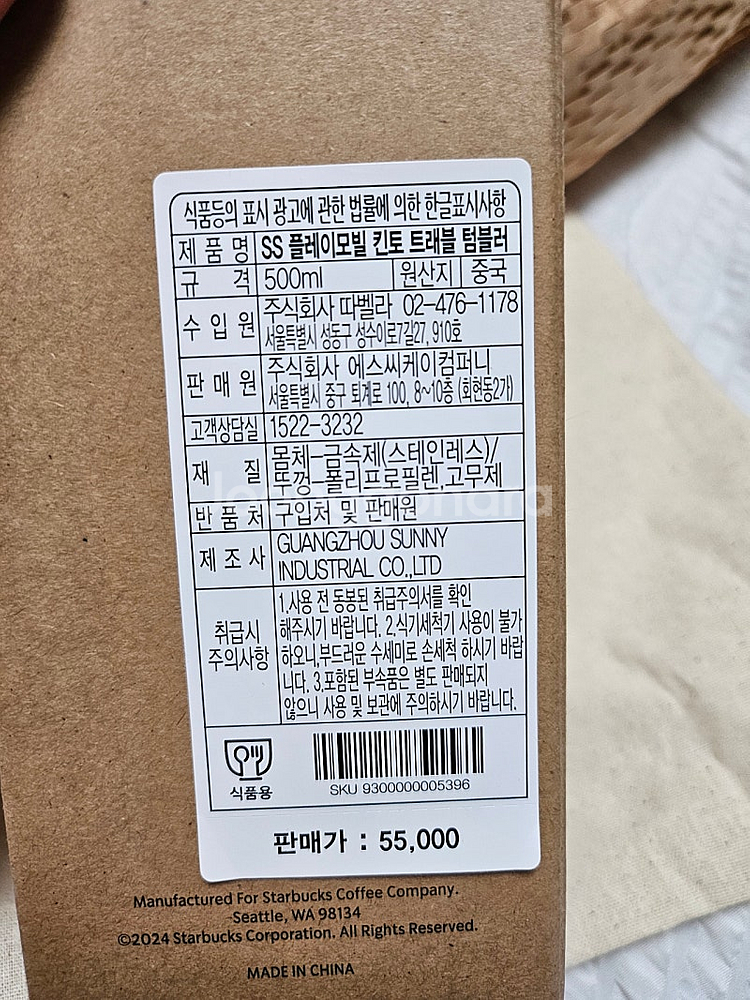 식품등의 표시 광고에 관한 법률에 의한 한글표시사항
제품명 SS 플레이모빌 킨토 트래블 텀블러
규격 500ml 원산지 중국
수입원 주식회사 따벨라 02-476-1178
서울특별시 성동구 성수이로7길27, 910호
판매원 주식회사 에스씨케이컴퍼니
서울특별시 중구 퇴계로 100, 8~10층 (회현동2가)
고객상담실 1522-3232
재질 몸체-금속제(스테인레스)/
뚜껑-폴리프로필렌,고무제
반품처 구입처 및 판매원
제조사 GUANGZHOU SUNNY
INDUSTRIAL CO.,LTD
취급시
주의사항
1.사용 전 동봉된 취급주의서를 확인
해주시기 바랍니다. 2.식기세척기 사용이 불가
하오니,부드러운 수세미로 손세척 하시기 바랍
니다. 3.포함된 부속품은 별도 판매되지
않으니 사용 및 보관에 주의하시기 바랍니다.
식품용
SKU 9300000005396
판매가 : 55,000
Manufactured For Starbucks Coffee Company.
Seattle, WA 98134
©2024 Starbucks Corporation. All Rights Reserved.
MADE IN CHINA